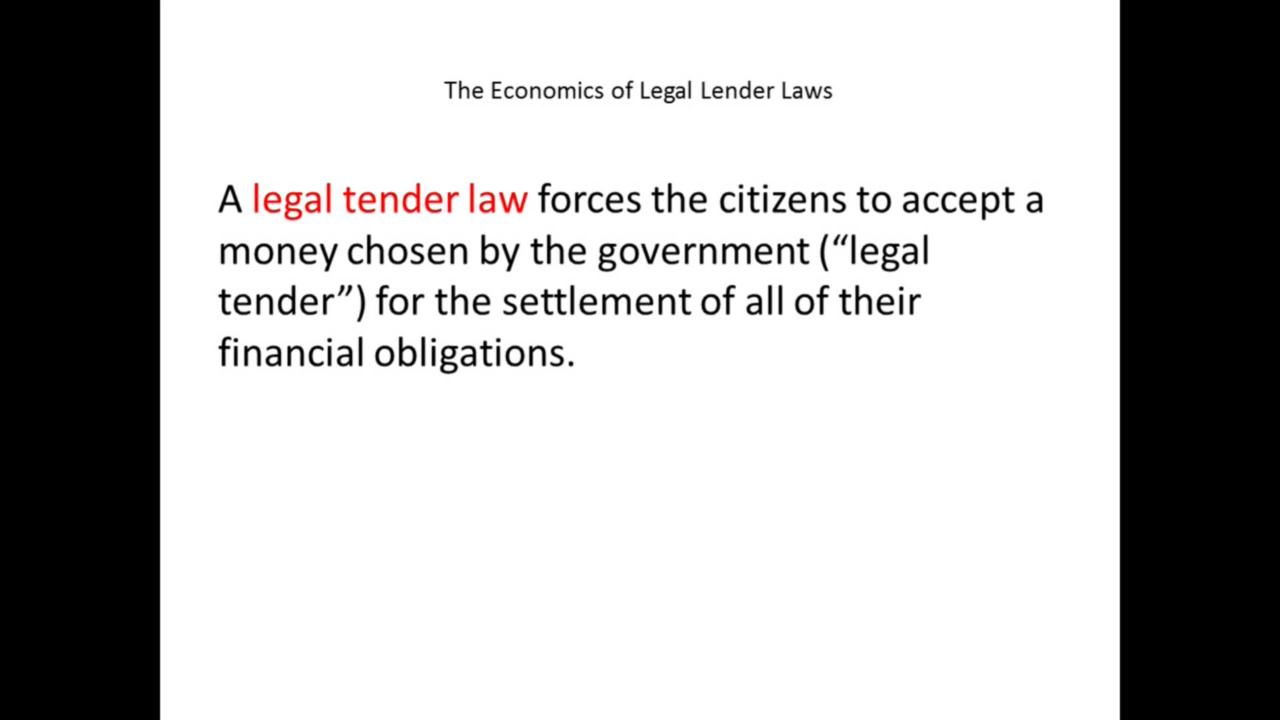 The Economics of Legal Lender Laws
A legal tender law forces the citizens to accept a
money chosen by the government (“legal
tender”) for the settlement of all of their
financial obligations.